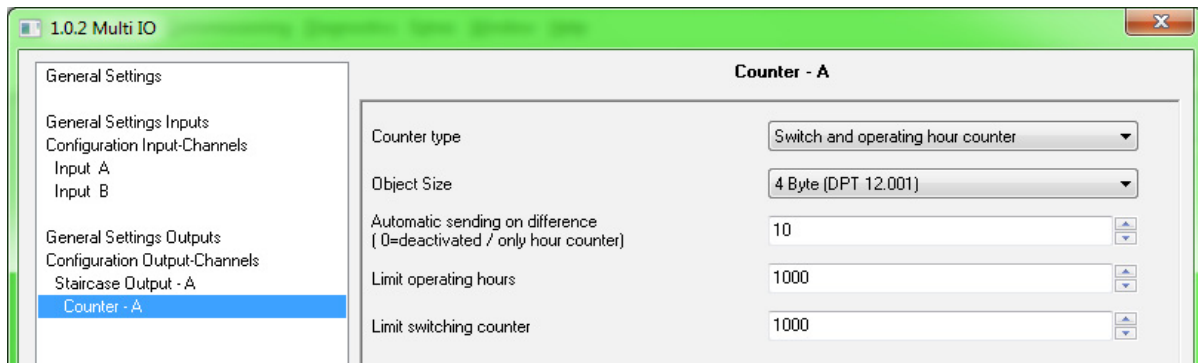 1.0.2 Multi IO
General Settings
General Settings Inputs
Configuration Input-Channels
Input A
Input B
General Settings Outputs
Configuration Output-Channels
Staircase Output - A
Counter - A
Counter - A
Counter type
Switch and operating hour counter
Object Size
4 Byte (DPT 12.001)
Automatic sending on difference
( 0=deactivated / only hour counter)
10
Limit operating hours
1000
Limit switching counter
1000